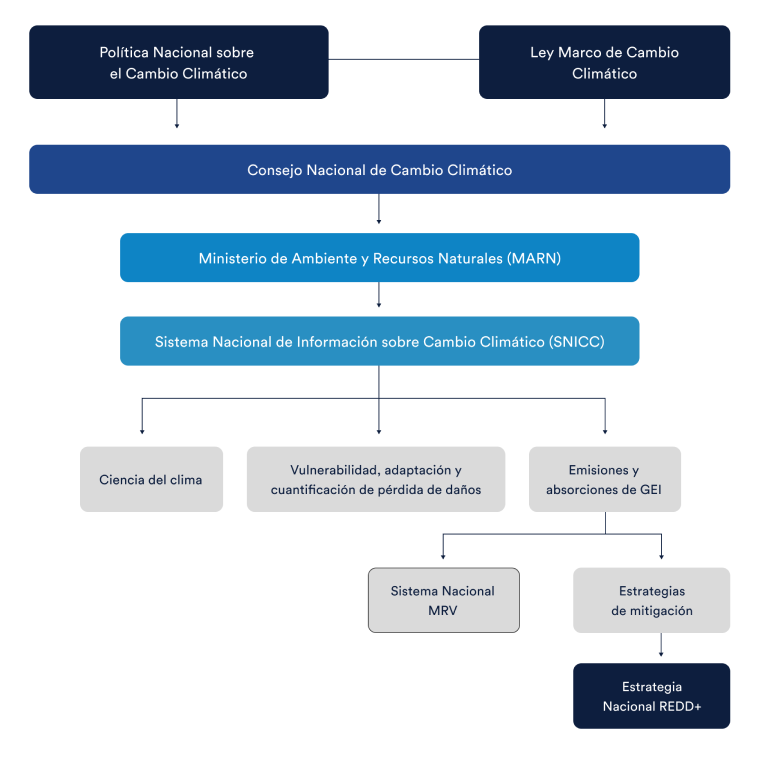 Política Nacional sobre
el Cambio Climático
Ley Marco de Cambio
Climático
Consejo Nacional de Cambio Climático
Ministerio de Ambiente y Recursos Naturales (MARN)
Sistema Nacional de Información sobre Cambio Climático (SNICC)
Ciencia del clima
Vulnerabilidad, adaptación y
cuantificación de pérdida de daños
Emisiones y
absorciones de GEI
Sistema Nacional
MRV
Estrategias
de mitigación
Estrategia
Nacional REDD+